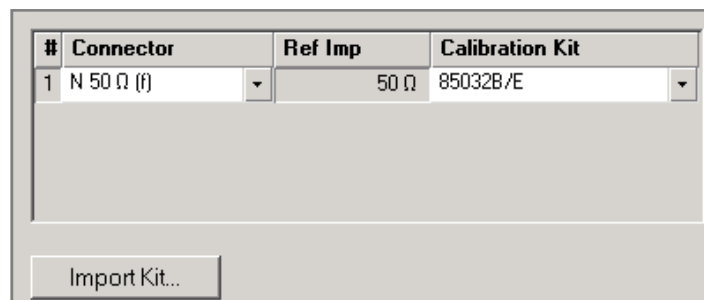 # Connector Ref Imp Calibration Kit
1 N 50 Ω (f) 50 Ω 85032B/E
Import Kit...